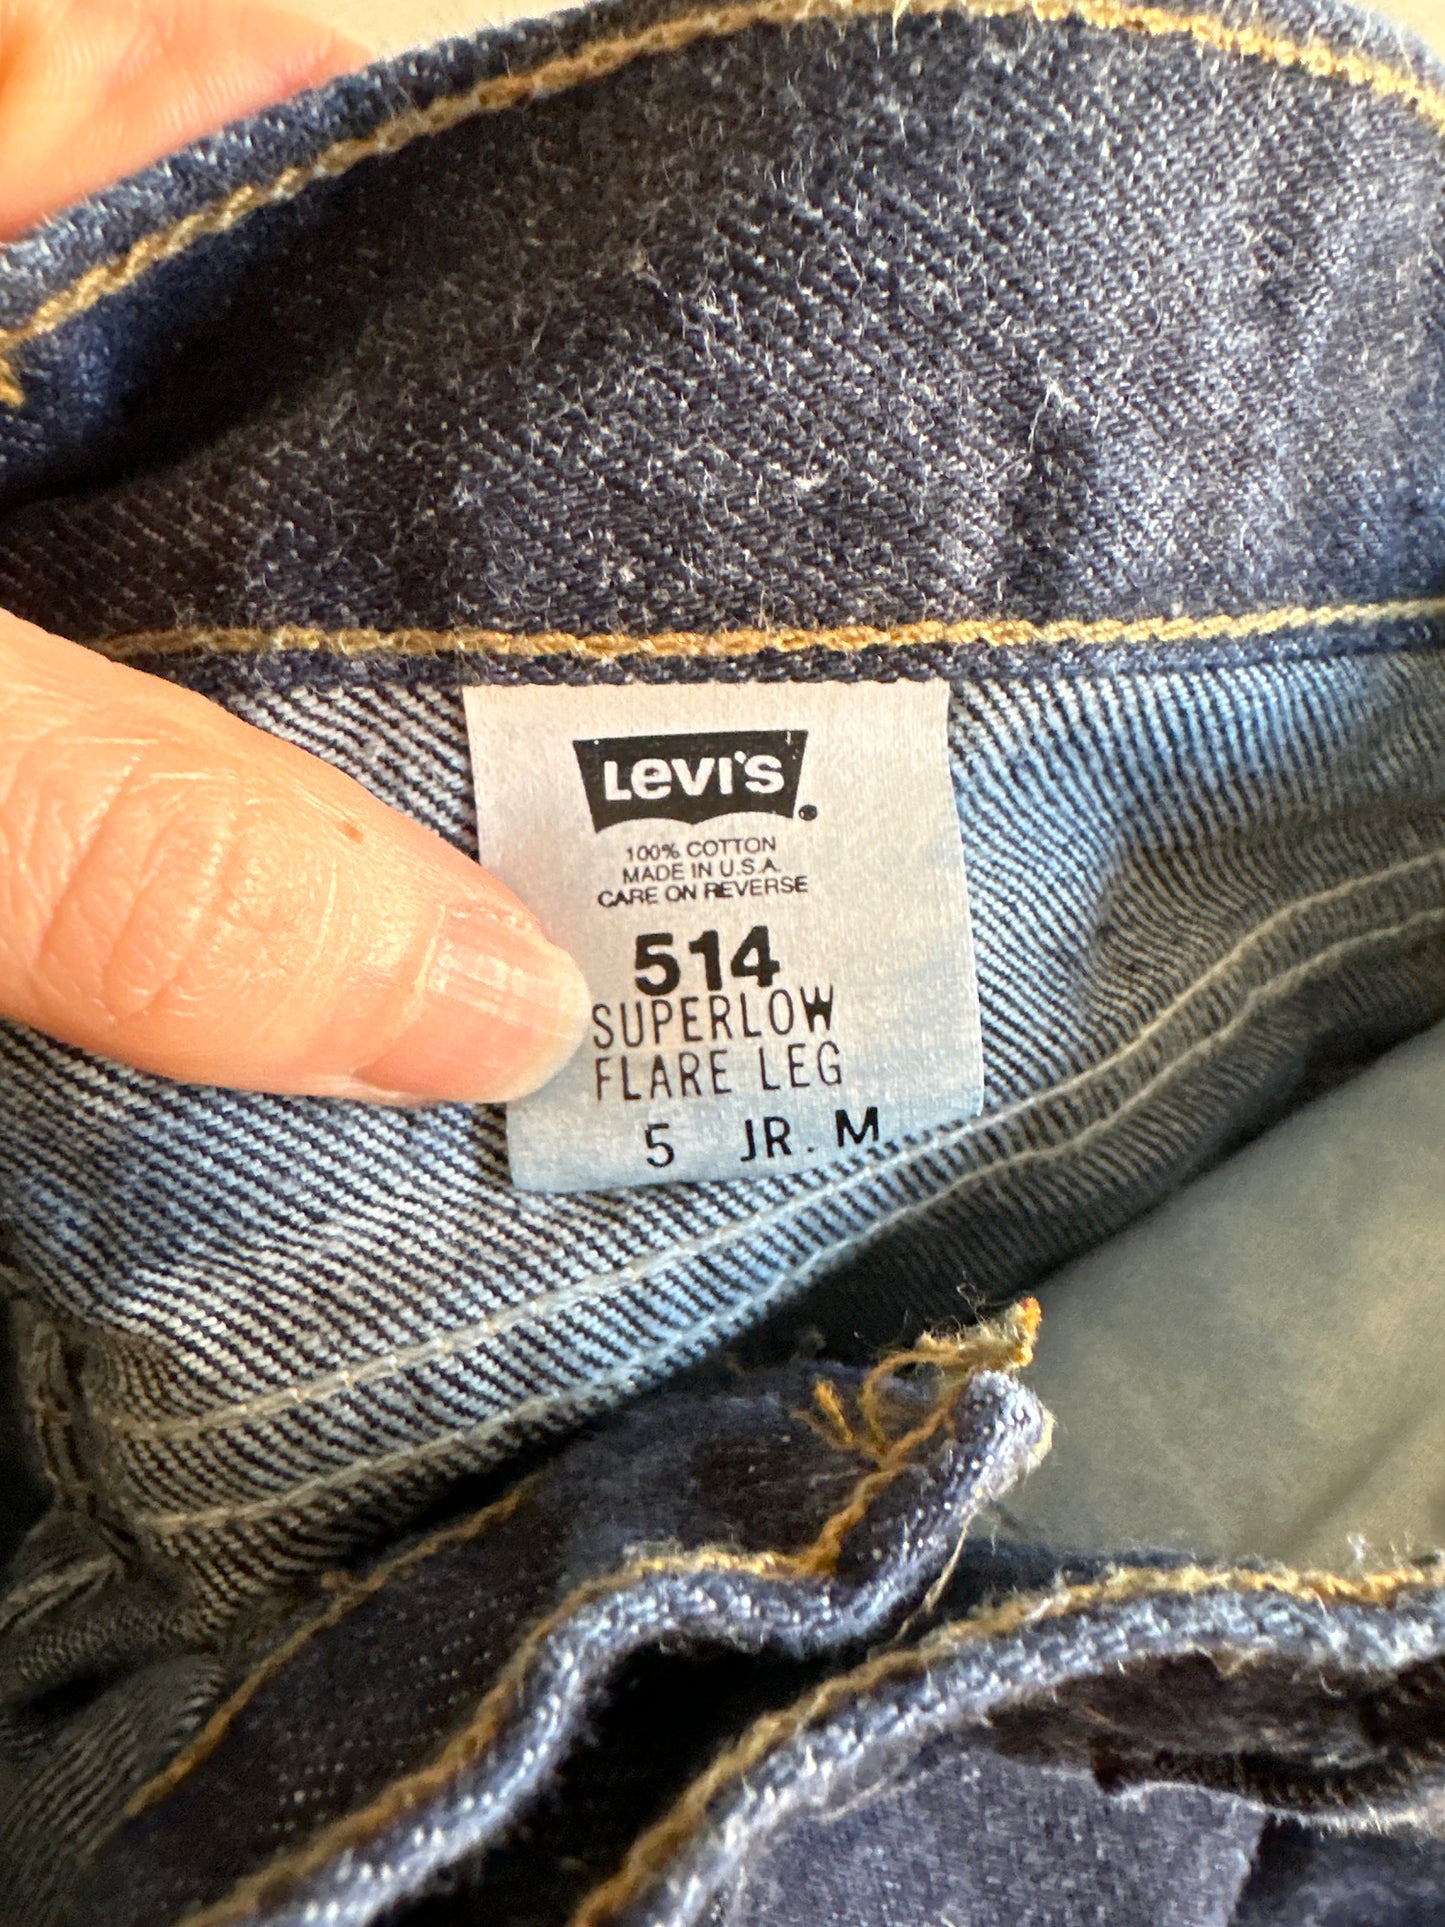 LEVI'S
100% COTTON
MADE IN U.S.A.
CARE ON REVERSE
514
SUPERLOW
FLARE LEG
5 JR. M